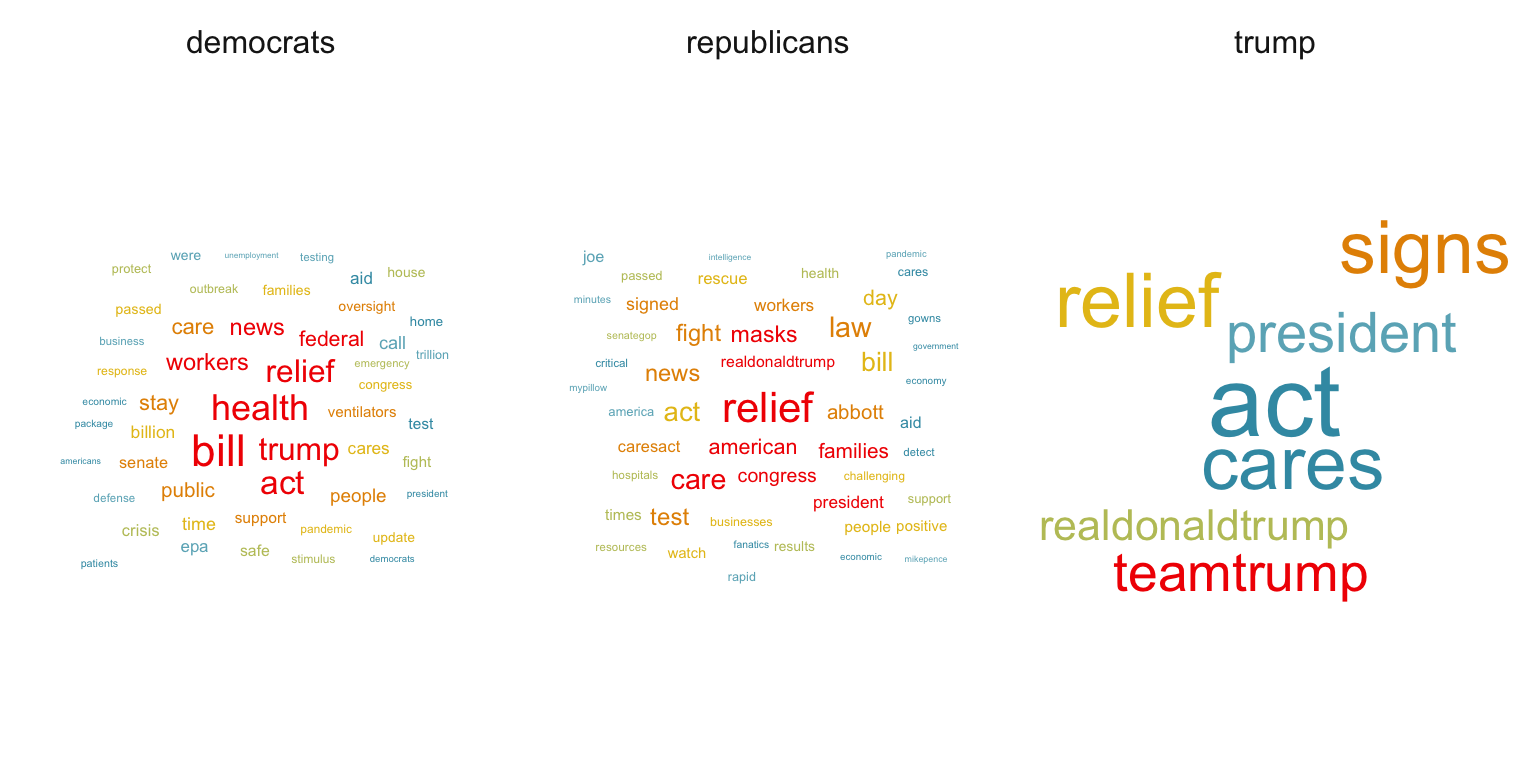 democrats
were unemployment testing
protect aid house
outbreak families
passed oversight
care news home
business federal call
workers trillion
response relief emergency
congress
economic stay health ventilators
package test
billion
americans bill trump cares
senate fight
public act people president
defense
crisis time support pandemic
update
epa safe stimulus democrats
patients
republicans
joe intelligence pandemic
passed rescue health cares
minutes signed workers day
gowns
senategop fight masks law
government
critical realdonaldtrump bill
news economy
mypillow
america act relief abbott
aid
caresact american families detect
hospitals care congress challenging
president support
times test businesses people positive
resources watch fanatics results
economic mikepence
rapid
trump
signs
relief
president
act
cares
realdonaldtrump
teamtrump